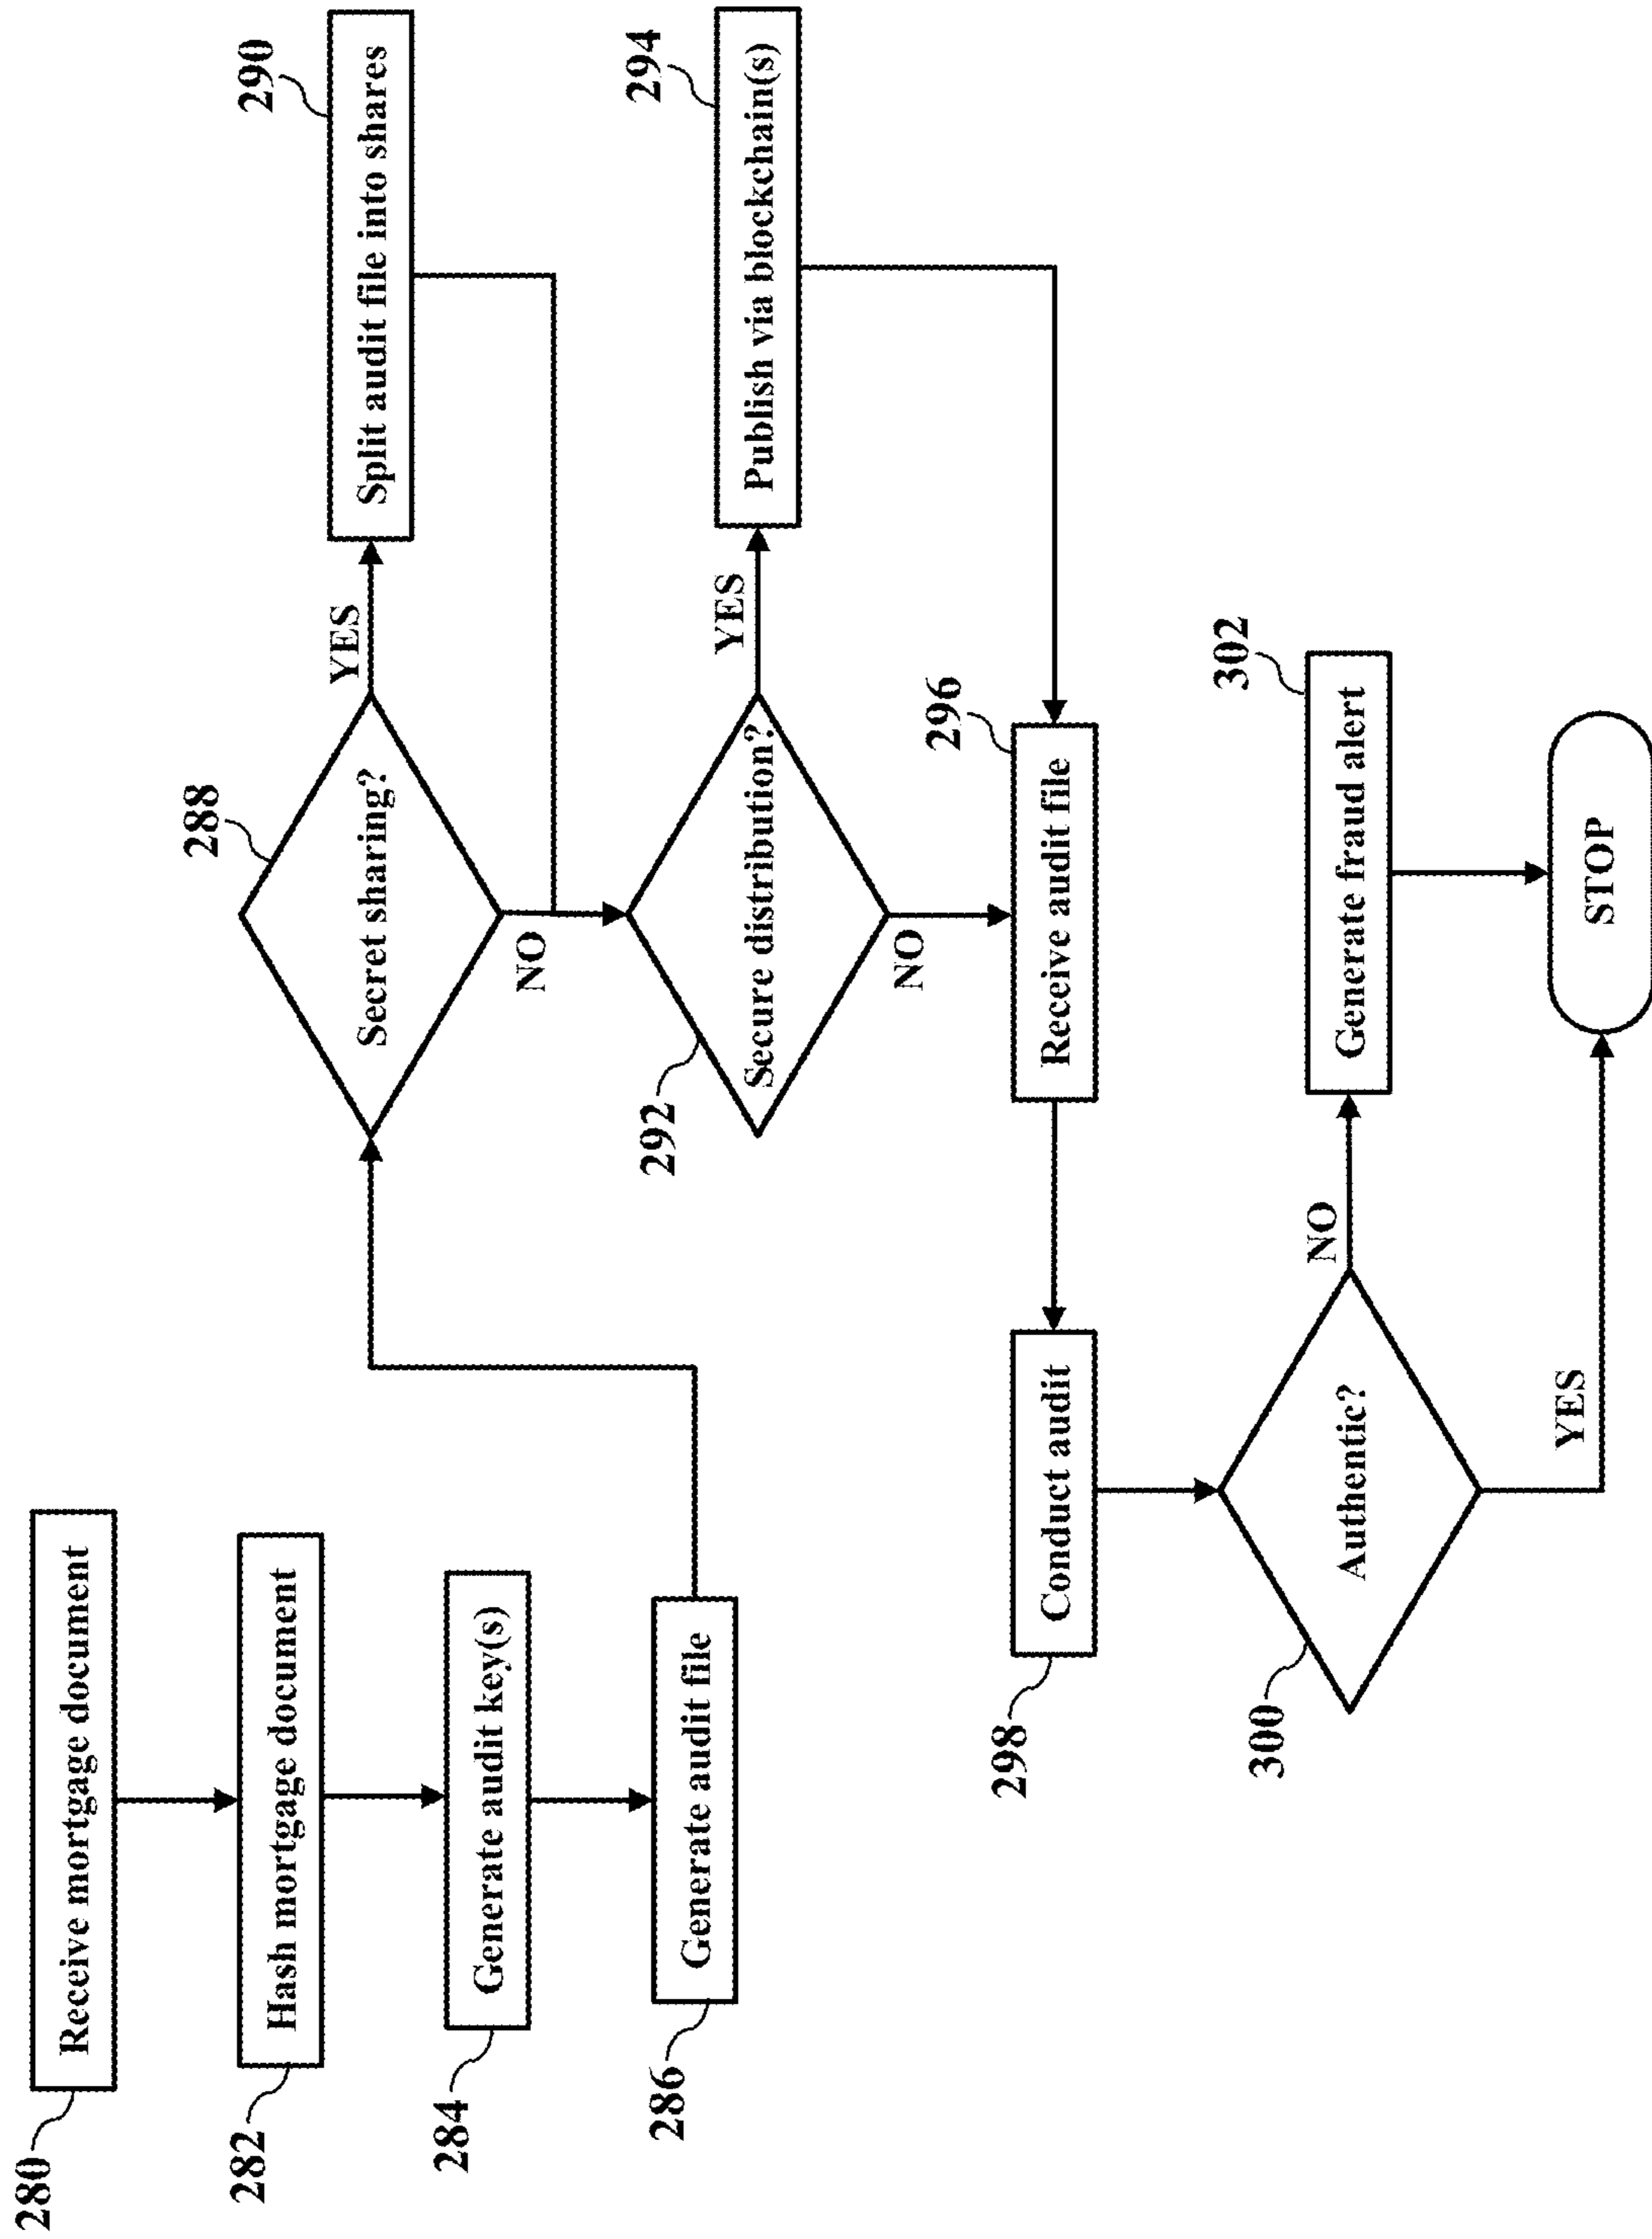 280
Receive mortgage document
282
Hash mortgage document
284
Generate audit key(s)
286
Generate audit file
288
Secret sharing?
YES
290
Split audit file into shares
NO
292
Secure distribution?
YES
294
Publish via blockchain(s)
NO
296
Receive audit file
298
Conduct audit
300
Authentic?
NO
302
Generate fraud alert
YES
STOP